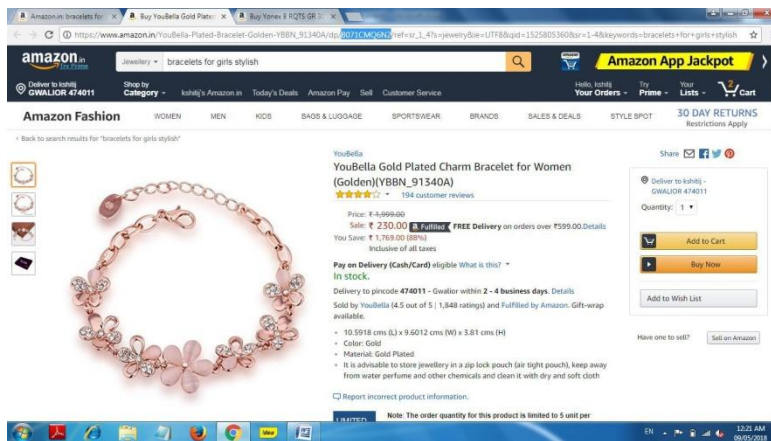 Amazon.in: bracelets for
Buy YouBella Gold Plated
Buy Yonex B RQTS GR 30
https://www.amazon.in/YouBella-Plated-Bracelet-Golden-YBBN_91340A/dp/B071CMQ6N2/ref=sr_1_4?s=jewelry&ie=UTF8&qid=1525805360&sr=1-4&keywords=bracelets+for+girls+stylish
amazon.in
Jewellery
bracelets for girls stylish
Amazon App Jackpot
Deliver to kshitij
GWALIOR 474011
Shop by
Category
kshitij's Amazon.in
Today's Deals
Amazon Pay
Sell
Customer Service
Hello, kshitij
Your Orders
Try
Prime
Your
Lists
2
Cart
Amazon Fashion
WOMEN
MEN
KIDS
BAGS & LUGGAGE
SPORTSWEAR
BRANDS
SALES & DEALS
STYLE SPOT
30 DAY RETURNS
Restrictions Apply
‹ Back to search results for "bracelets for girls stylish"
YouBella
YouBella Gold Plated Charm Bracelet for Women
(Golden)(YBBN_91340A)
194 customer reviews
Price: ₹ 1,999.00
Sale: ₹ 230.00 Fulfilled FREE Delivery on orders over ₹599.00.Details
You Save: ₹ 1,769.00 (88%)
Inclusive of all taxes
Pay on Delivery (Cash/Card) eligible What is this?
In stock.
Delivery to pincode 474011 - Gwalior within 2 - 4 business days. Details
Sold by YouBella (4.5 out of 5 | 1,848 ratings) and Fulfilled by Amazon. Gift-wrap
available.
10.5918 cms (L) x 9.6012 cms (W) x 3.81 cms (H)
Color: Gold
Material: Gold Plated
It is advisable to store jewellery in a zip lock pouch (air tight pouch), keep away
from water perfume and other chemicals and clean it with dry and soft cloth
Report incorrect product information.
LIMITED
Note: The order quantity for this product is limited to 5 unit per
Share
Deliver to kshitij -
GWALIOR 474011
Quantity: 1
Add to Cart
Buy Now
Add to Wish List
Have one to sell?
Sell on Amazon
EN
12:21 AM
09/05/2018